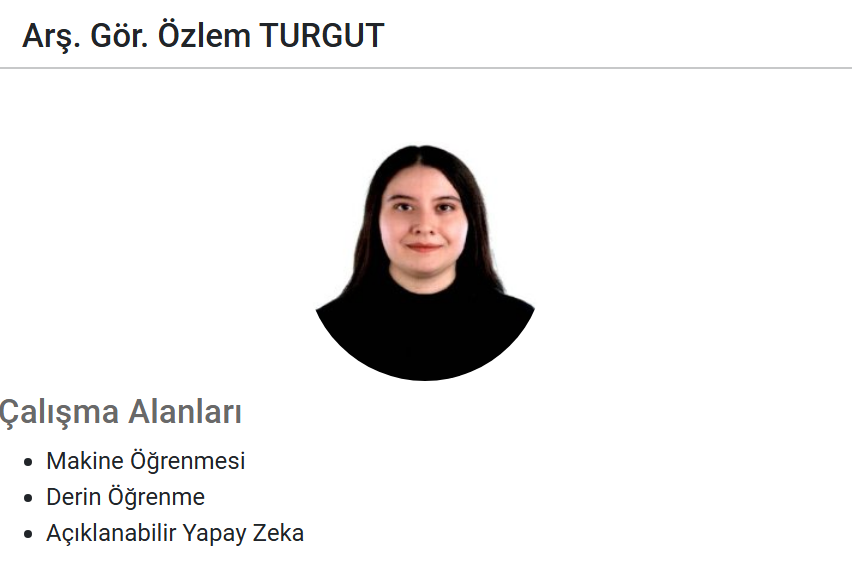 Arş. Gör. Özlem TURGUT
Çalışma Alanları
Makine Öğrenmesi
Derin Öğrenme
Açıklanabilir Yapay Zeka